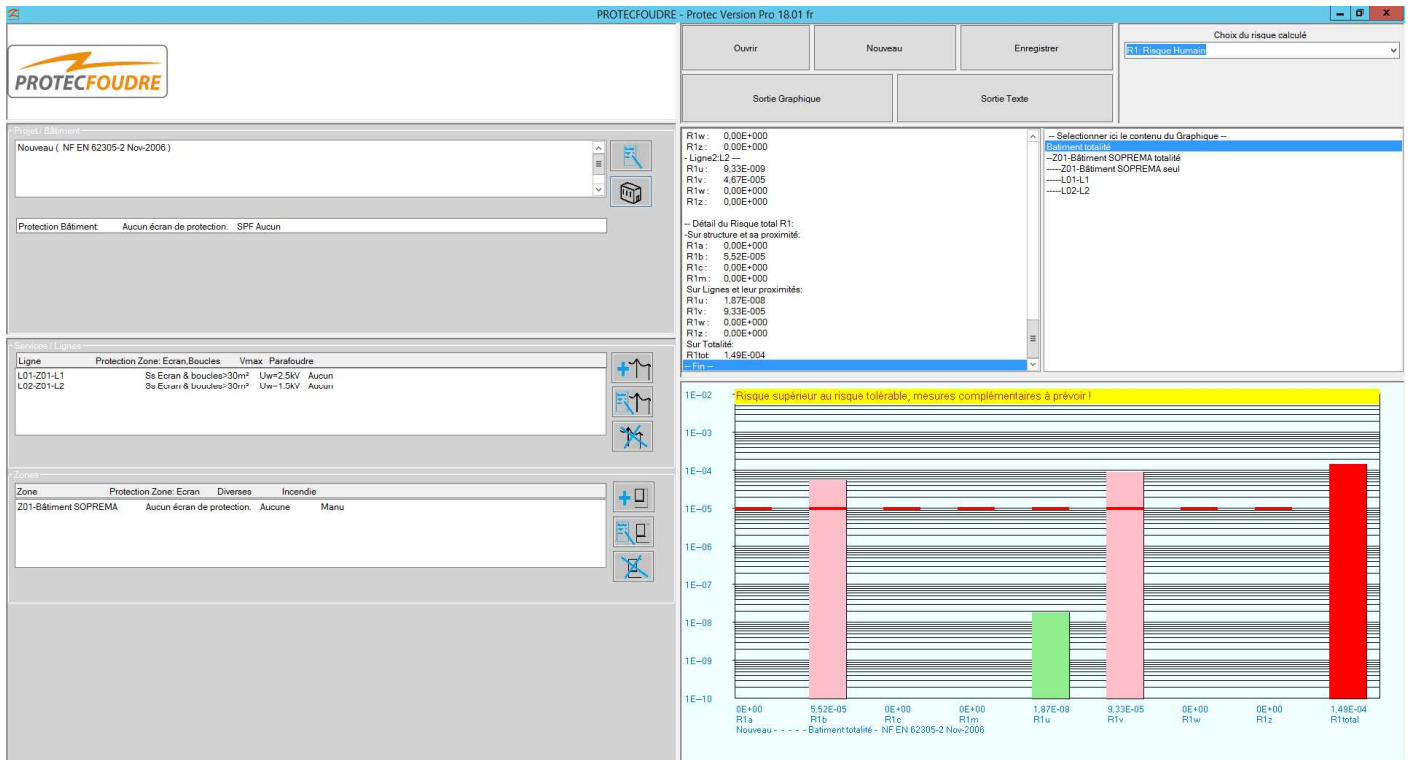 PROTECFOUDRE - Protec Version Pro 18.01 fr
PROTECFOUDRE
Ouvrir
Nouveau
Enregistrer
Choix du risque calculé
R1: Risque Humain
Sortie Graphique
Sortie Texte
Projet / Bâtiment
Nouveau ( NF EN 62305-2 Nov-2006 )
Protection Bâtiment: Aucun écran de protection. SPF Aucun
Services / Lignes
Ligne Protection Zone: Ecran,Boucles Vmax Parafoudre
L01-Z01-L1 Ss Ecran & boucles>30m² Uw=2.5kV Aucun
L02-Z01-L2 Ss Ecran & boucles>30m² Uw=1.5kV Aucun
Zones
Zone Protection Zone: Ecran Diverses Incendie
Z01-Bâtiment SOPREMA Aucun écran de protection. Aucune Manu
R1w : 0,00E+000
R1z : 0,00E+000
- Ligne2:L2 ---
R1u : 9,33E-009
R1v : 4,67E-005
R1w : 0,00E+000
R1z : 0,00E+000
-- Détail du Risque total R1:
-Sur structure et sa proximité:
R1a : 0,00E+000
R1b : 5,52E-005
R1c : 0,00E+000
R1m : 0,00E+000
Sur Lignes et leur proximités:
R1u : 1,87E-008
R1v : 9,33E-005
R1w : 0,00E+000
R1z : 0,00E+000
Sur Totalité:
R1tot: 1,49E-004
-- Fin --
-- Selectionner ici le contenu du Graphique --
Batiment totalité
--Z01-Bâtiment SOPREMA totalité
-----Z01-Bâtiment SOPREMA seul
-----L01-L1
-----L02-L2
Risque supérieur au risque tolérable, mesures complémentaires à prévoir !
1E-02
1E-03
1E-04
1E-05
1E-06
1E-07
1E-08
1E-09
1E-10
0E+00 5,52E-05 0E+00 0E+00 1,87E-08 9,33E-05 0E+00 0E+00 1,49E-04
R1a R1b R1c R1m R1u R1v R1w R1z R1total
Nouveau - - - - - Batiment totalité - NF EN 62305-2 Nov-2006